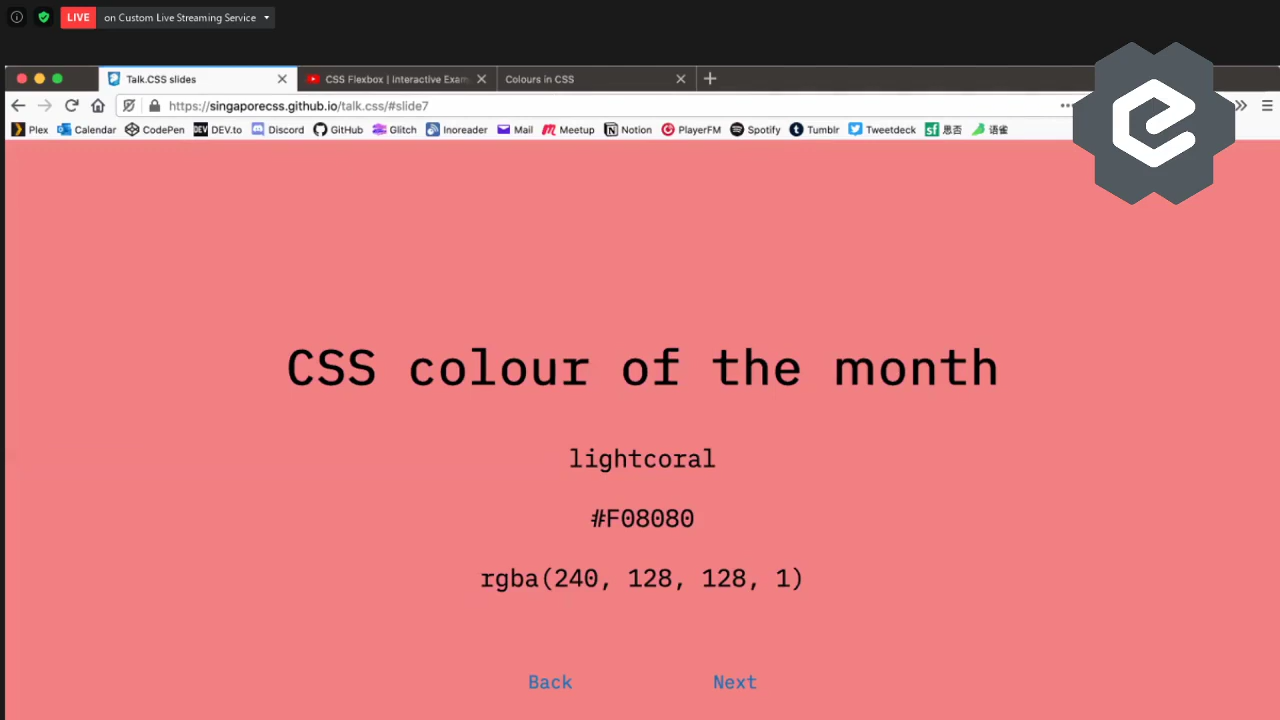 LIVE on Custom Live Streaming Service
Talk.CSS slides CSS Flexbox | Interactive Exam Colours in CSS
https://singaporecss.github.io/talk.css/#slide7
Plex Calendar CodePen DEV DEV.to Discord GitHub Glitch Inoreader Mail Meetup Notion PlayerFM Spotify Tumblr Tweetdeck sf 思否 语雀
CSS colour of the month
lightcoral
#F08080
rgba(240, 128, 128, 1)
Back Next